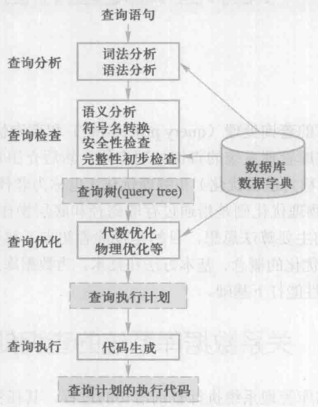 查询语句
查询分析
词法分析
语法分析
查询检查
语义分析
符号名转换
安全性检查
完整性初步检查
查询树(query tree)
数据库
数据字典
查询优化
代数优化
物理优化等
查询执行计划
查询执行
代码生成
查询计划的执行代码